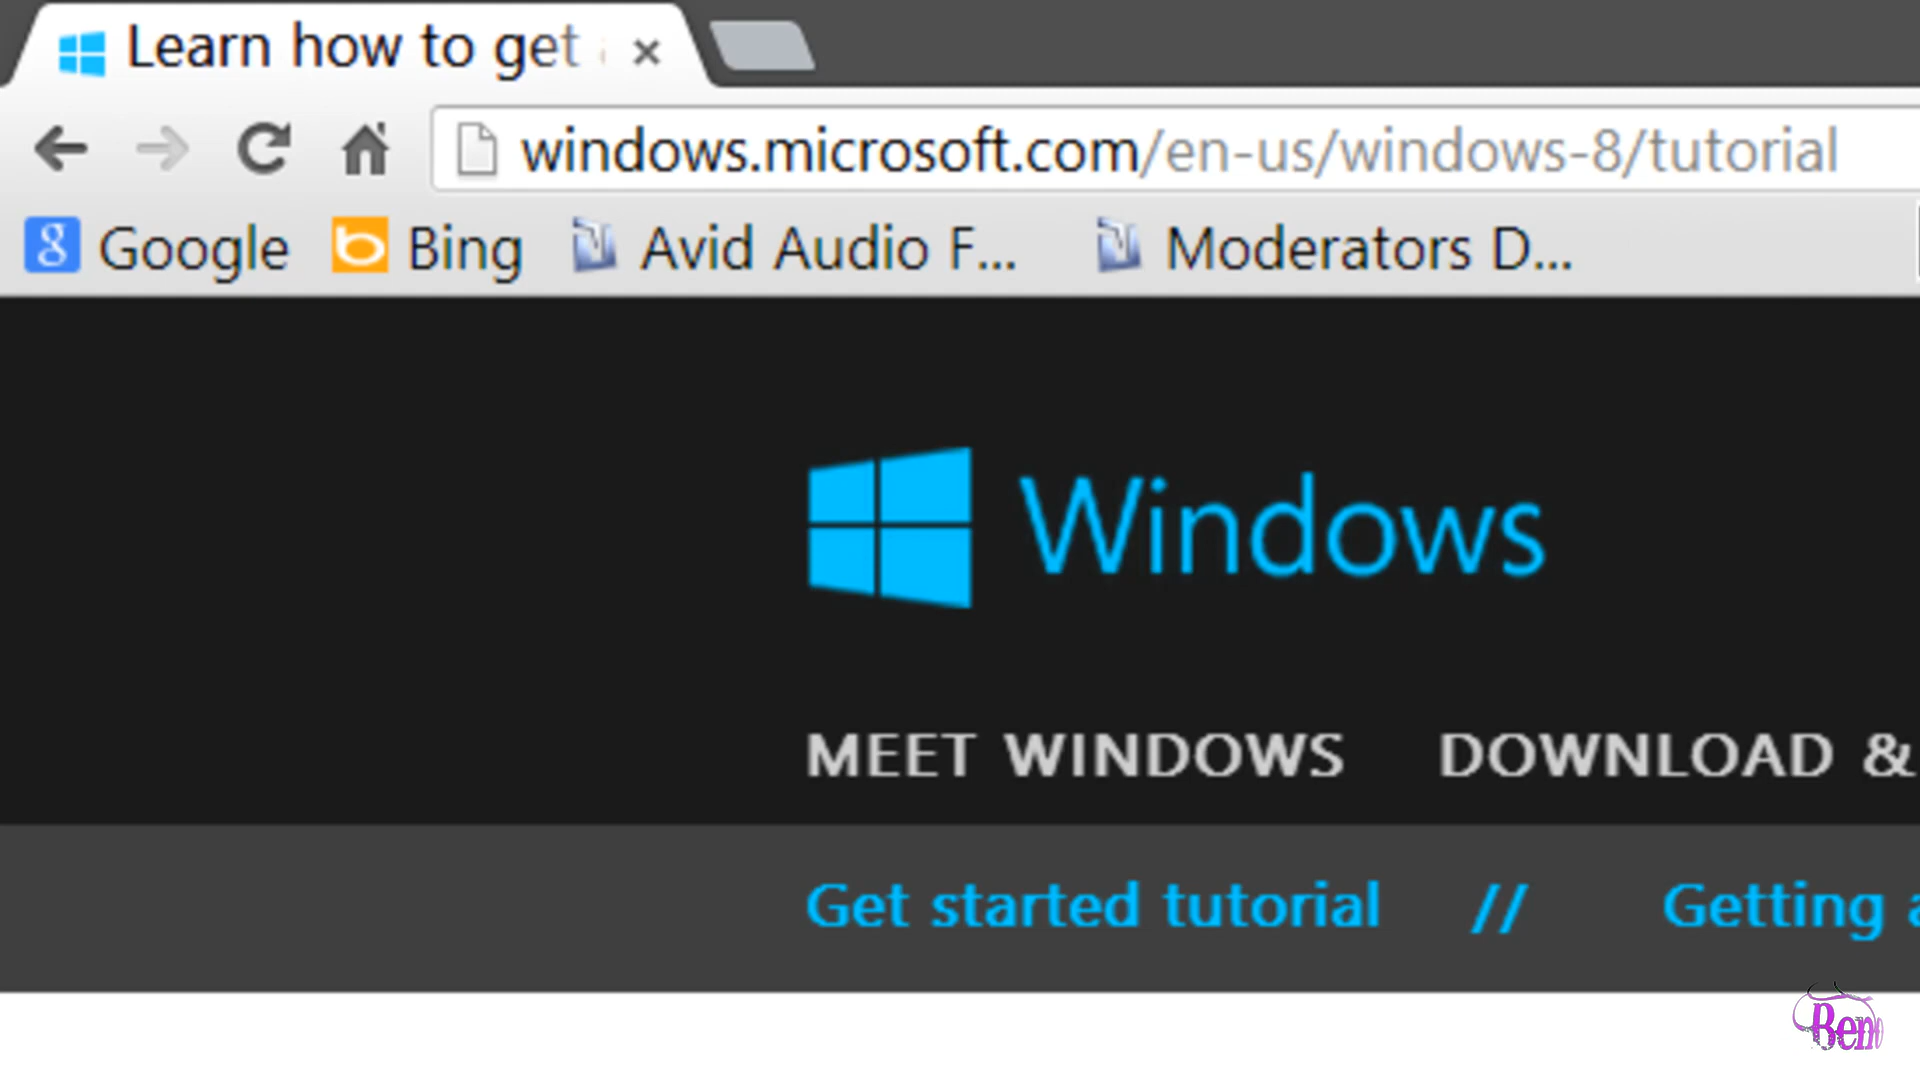 Learn how to get
windows.microsoft.com/en-us/windows-8/tutorial
Google Bing Avid Audio F... Moderators D...
Windows
MEET WINDOWS DOWNLOAD &
Get started tutorial // Getting a